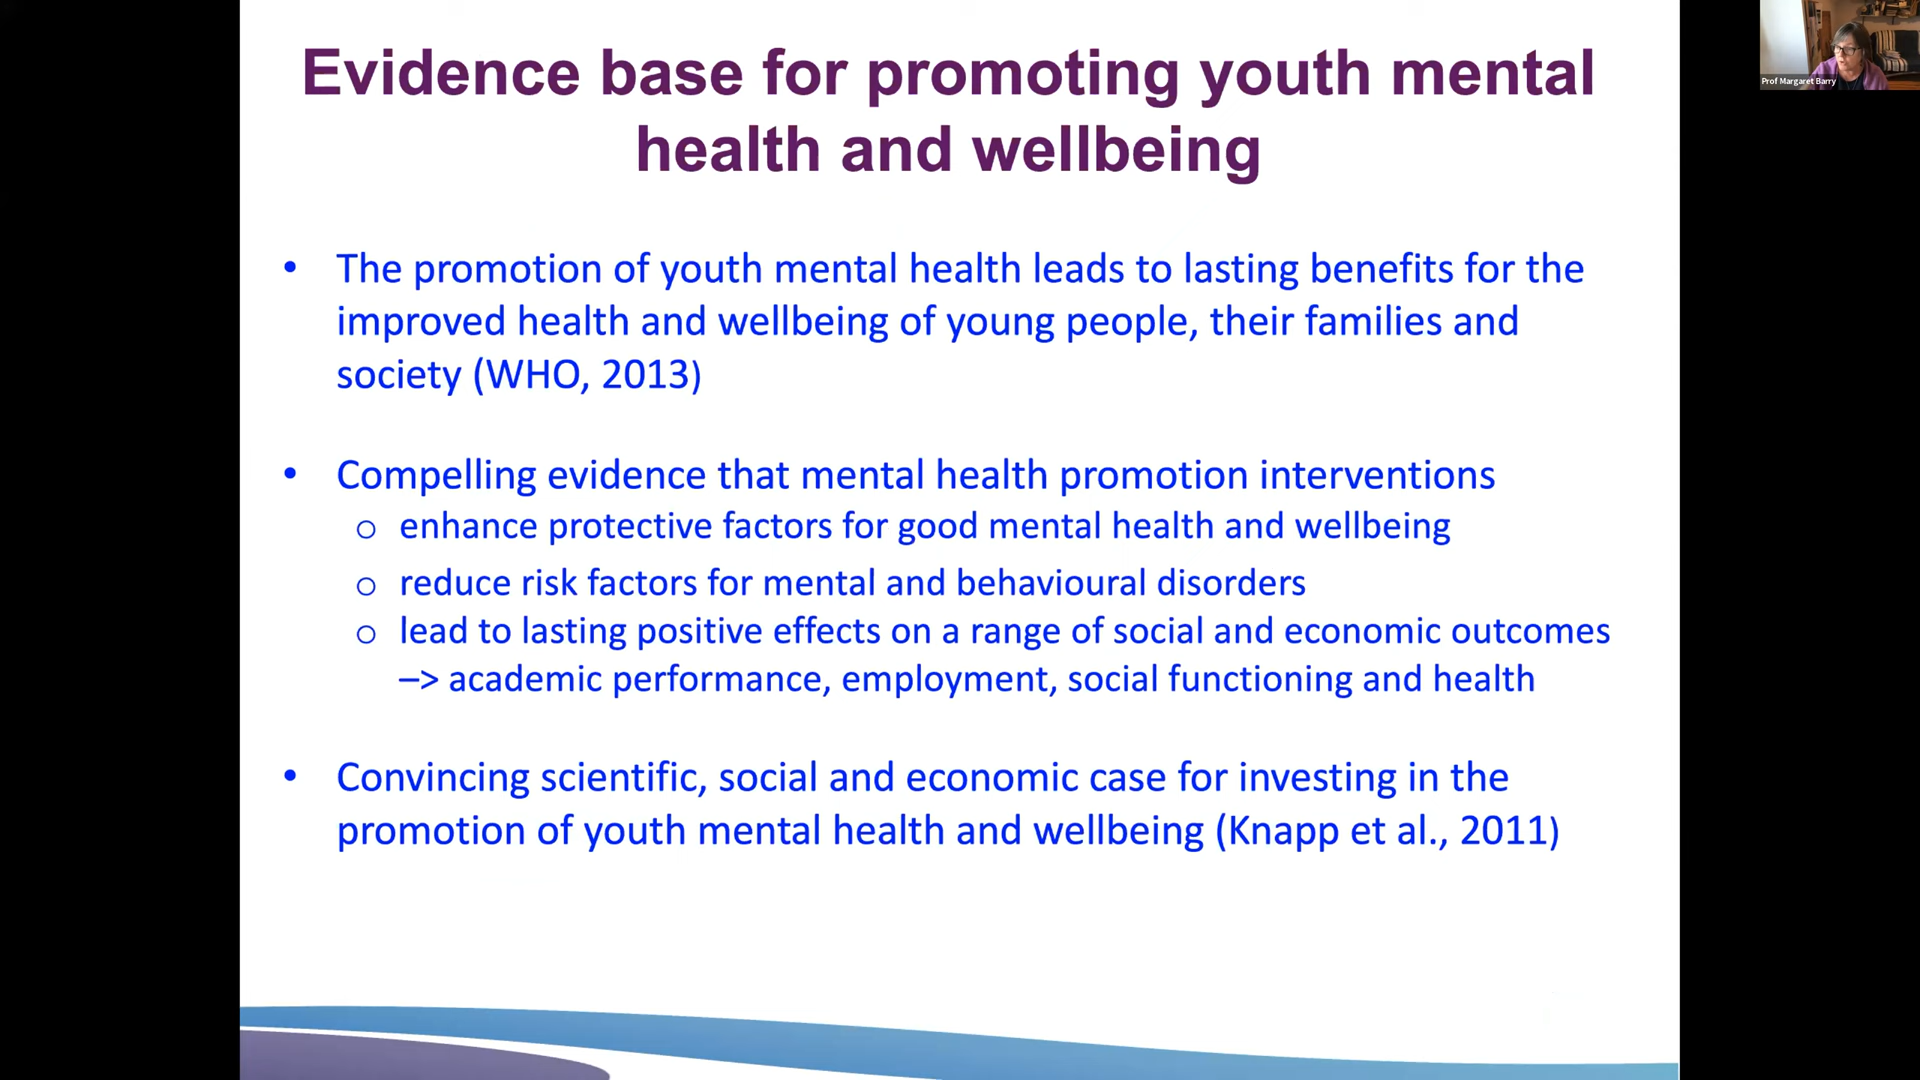 Evidence base for promoting youth mental
health and wellbeing
Prof Margaret Barry
• The promotion of youth mental health leads to lasting benefits for the
improved health and wellbeing of young people, their families and
society (WHO, 2013)
• Compelling evidence that mental health promotion interventions
o enhance protective factors for good mental health and wellbeing
o reduce risk factors for mental and behavioural disorders
o lead to lasting positive effects on a range of social and economic outcomes
–> academic performance, employment, social functioning and health
• Convincing scientific, social and economic case for investing in the
promotion of youth mental health and wellbeing (Knapp et al., 2011)